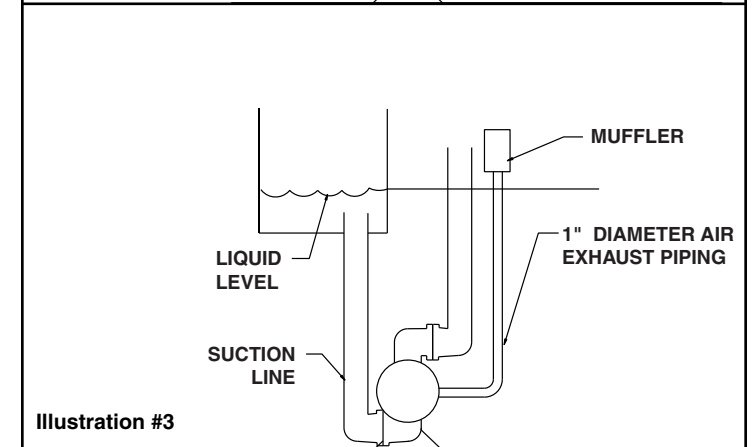 MUFFLER
1" DIAMETER AIR
EXHAUST PIPING
LIQUID
LEVEL
SUCTION
LINE
Illustration #3